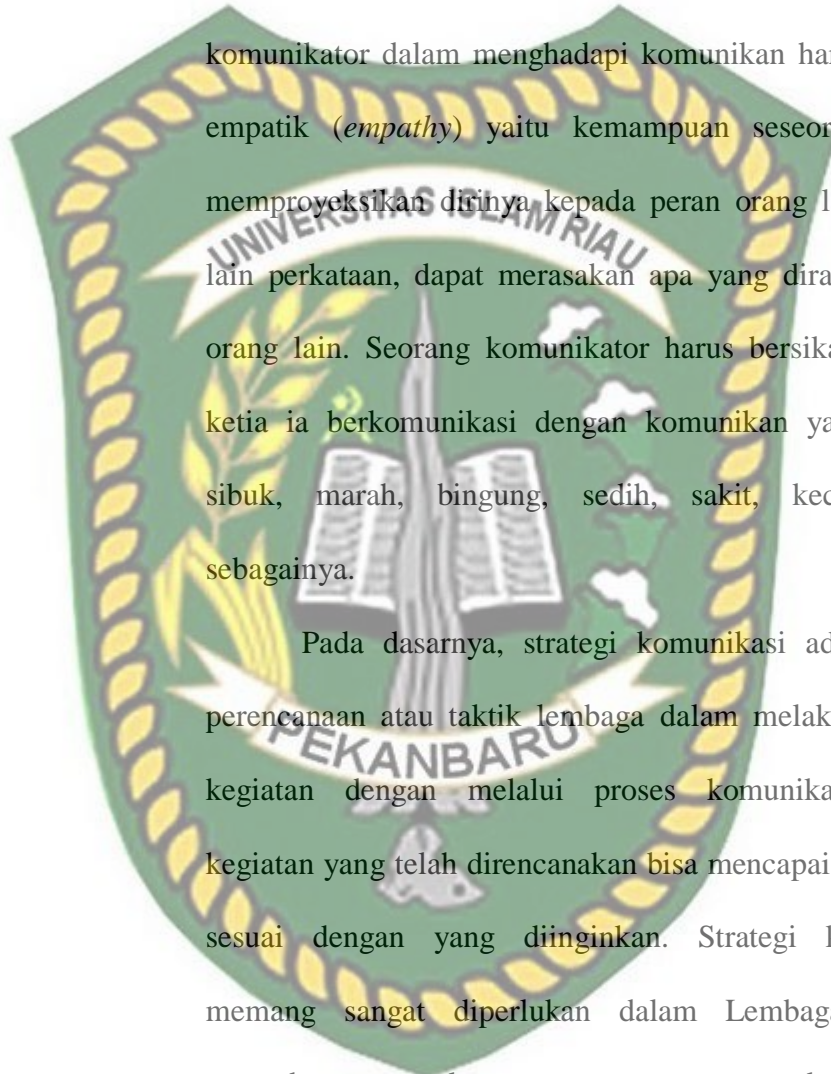 komunikator dalam menghadapi komunikan har
empatik (empathy) yaitu kemampuan seseor
memproyeksikan dirinya kepada peran orang l
UNIVERSITAS ISLAM RIAU
lain perkataan, dapat merasakan apa yang dira
orang lain. Seorang komunikator harus bersika
ketia ia berkomunikasi dengan komunikan ya
sibuk, marah, bingung, sedih, sakit, kec
sebagainya.
Pada dasarnya, strategi komunikasi ad
perencanaan atau taktik lembaga dalam melak
PEKANBARU
kegiatan dengan melalui proses komunika
kegiatan yang telah direncanakan bisa mencapai
sesuai dengan yang diinginkan. Strategi
memang sangat diperlukan dalam Lembaga